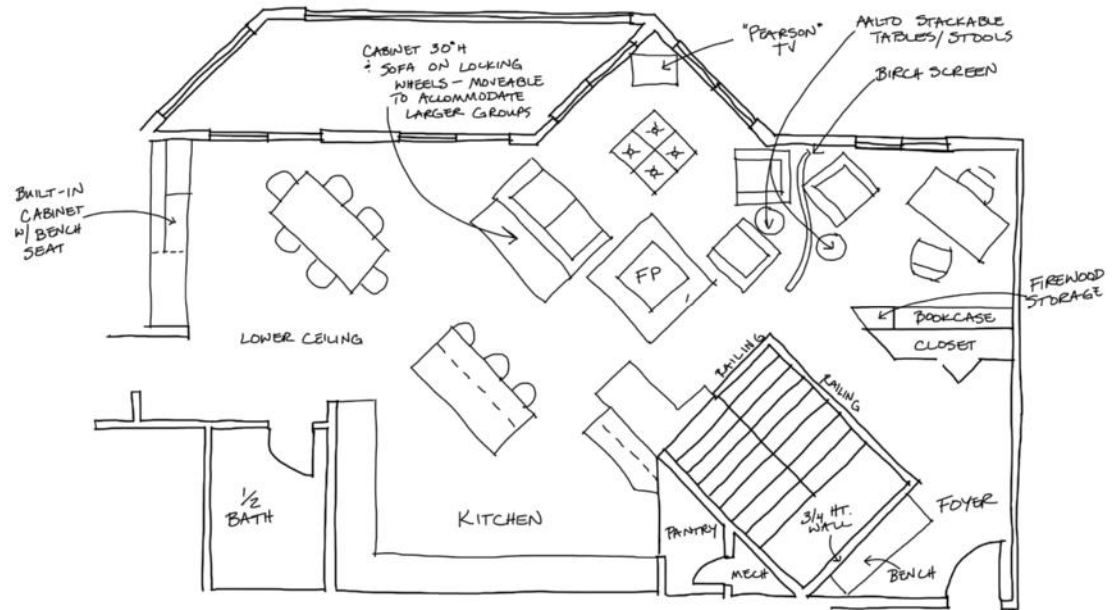 CABINET 30"H
& SOFA ON LOCKING
WHEELS - MOVEABLE
TO ACCOMMODATE
LARGER GROUPS
"PEARSON"
TV
AALTO STACKABLE
TABLES/STOOLS
BIRCH SCREEN
BUILT-IN
CABINET
W/ BENCH
SEAT
FP
FIREWOOD
STORAGE
BOOKCASE
CLOSET
LOWER CEILING
RAILING
RAILING
1/2
BATH
KITCHEN
PANTRY
MECH
3/4 HT.
WALL
BENCH
FOYER